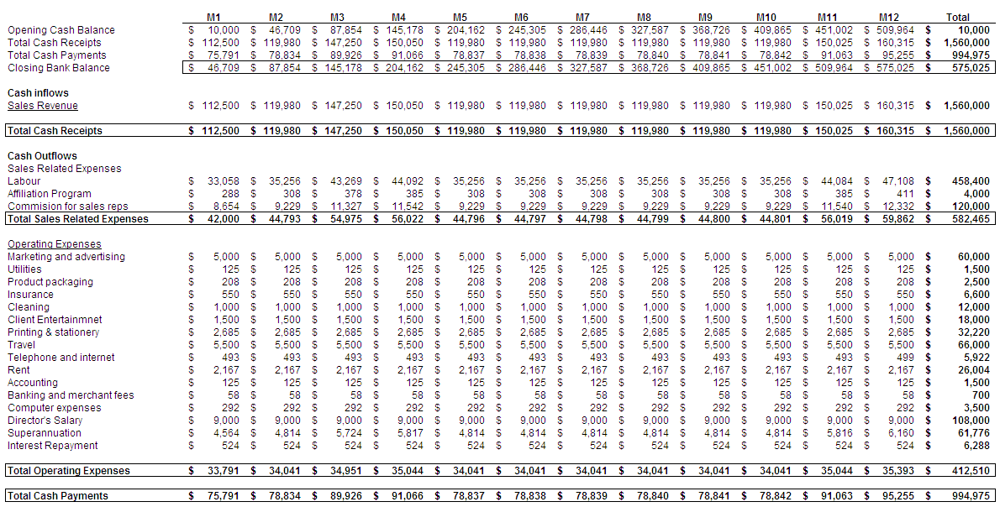 M1 M2 M3 M4 M5 M6 M7 M8 M9 M10 M11 M12 Total
Opening Cash Balance $ 10,000 $ 46,709 $ 87,854 $ 145,178 $ 204,162 $ 245,305 $ 286,446 $ 327,587 $ 368,726 $ 409,865 $ 451,002 $ 509,964 $ 10,000
Total Cash Receipts $ 112,500 $ 119,980 $ 147,250 $ 150,050 $ 119,980 $ 119,980 $ 119,980 $ 119,980 $ 119,980 $ 119,980 $ 150,025 $ 160,315 $ 1,560,000
Total Cash Payments $ 75,791 $ 78,834 $ 89,926 $ 91,066 $ 78,837 $ 78,838 $ 78,839 $ 78,840 $ 78,841 $ 78,842 $ 91,063 $ 95,255 $ 994,975
Closing Bank Balance $ 46,709 $ 87,854 $ 145,178 $ 204,162 $ 245,305 $ 286,446 $ 327,587 $ 368,726 $ 409,865 $ 451,002 $ 509,964 $ 575,025 $ 575,025
Cash inflows
Sales Revenue $ 112,500 $ 119,980 $ 147,250 $ 150,050 $ 119,980 $ 119,980 $ 119,980 $ 119,980 $ 119,980 $ 119,980 $ 150,025 $ 160,315 $ 1,560,000
Total Cash Receipts $ 112,500 $ 119,980 $ 147,250 $ 150,050 $ 119,980 $ 119,980 $ 119,980 $ 119,980 $ 119,980 $ 119,980 $ 150,025 $ 160,315 $ 1,560,000
Cash Outflows
Sales Related Expenses
Labour $ 33,058 $ 35,256 $ 43,269 $ 44,092 $ 35,256 $ 35,256 $ 35,256 $ 35,256 $ 35,256 $ 35,256 $ 44,084 $ 47,108 $ 458,400
Affiliation Program $ 288 $ 308 $ 378 $ 385 $ 308 $ 308 $ 308 $ 308 $ 308 $ 308 $ 385 $ 411 $ 4,000
Commision for sales reps $ 8,654 $ 9,229 $ 11,327 $ 11,542 $ 9,229 $ 9,229 $ 9,229 $ 9,229 $ 9,229 $ 9,229 $ 11,540 $ 12,332 $ 120,000
Total Sales Related Expenses $ 42,000 $ 44,793 $ 54,975 $ 56,022 $ 44,796 $ 44,797 $ 44,798 $ 44,799 $ 44,800 $ 44,801 $ 56,019 $ 59,862 $ 582,465
Operating Expenses
Marketing and advertising $ 5,000 $ 5,000 $ 5,000 $ 5,000 $ 5,000 $ 5,000 $ 5,000 $ 5,000 $ 5,000 $ 5,000 $ 5,000 $ 5,000 $ 60,000
Utilities $ 125 $ 125 $ 125 $ 125 $ 125 $ 125 $ 125 $ 125 $ 125 $ 125 $ 125 $ 125 $ 1,500
Product packaging $ 208 $ 208 $ 208 $ 208 $ 208 $ 208 $ 208 $ 208 $ 208 $ 208 $ 208 $ 208 $ 2,500
Insurance $ 550 $ 550 $ 550 $ 550 $ 550 $ 550 $ 550 $ 550 $ 550 $ 550 $ 550 $ 550 $ 6,600
Cleaning $ 1,000 $ 1,000 $ 1,000 $ 1,000 $ 1,000 $ 1,000 $ 1,000 $ 1,000 $ 1,000 $ 1,000 $ 1,000 $ 1,000 $ 12,000
Client Entertainmnet $ 1,500 $ 1,500 $ 1,500 $ 1,500 $ 1,500 $ 1,500 $ 1,500 $ 1,500 $ 1,500 $ 1,500 $ 1,500 $ 1,500 $ 18,000
Printing & stationery $ 2,685 $ 2,685 $ 2,685 $ 2,685 $ 2,685 $ 2,685 $ 2,685 $ 2,685 $ 2,685 $ 2,685 $ 2,685 $ 2,685 $ 32,220
Travel $ 5,500 $ 5,500 $ 5,500 $ 5,500 $ 5,500 $ 5,500 $ 5,500 $ 5,500 $ 5,500 $ 5,500 $ 5,500 $ 5,500 $ 66,000
Telephone and internet $ 493 $ 493 $ 493 $ 493 $ 493 $ 493 $ 493 $ 493 $ 493 $ 493 $ 493 $ 499 $ 5,922
Rent $ 2,167 $ 2,167 $ 2,167 $ 2,167 $ 2,167 $ 2,167 $ 2,167 $ 2,167 $ 2,167 $ 2,167 $ 2,167 $ 2,167 $ 26,004
Accounting $ 125 $ 125 $ 125 $ 125 $ 125 $ 125 $ 125 $ 125 $ 125 $ 125 $ 125 $ 125 $ 1,500
Banking and merchant fees $ 58 $ 58 $ 58 $ 58 $ 58 $ 58 $ 58 $ 58 $ 58 $ 58 $ 58 $ 58 $ 700
Computer expenses $ 292 $ 292 $ 292 $ 292 $ 292 $ 292 $ 292 $ 292 $ 292 $ 292 $ 292 $ 292 $ 3,500
Director's Salary $ 9,000 $ 9,000 $ 9,000 $ 9,000 $ 9,000 $ 9,000 $ 9,000 $ 9,000 $ 9,000 $ 9,000 $ 9,000 $ 9,000 $ 108,000
Superannuation $ 4,564 $ 4,814 $ 5,724 $ 5,817 $ 4,814 $ 4,814 $ 4,814 $ 4,814 $ 4,814 $ 4,814 $ 5,816 $ 6,160 $ 61,776
Interest Repayment $ 524 $ 524 $ 524 $ 524 $ 524 $ 524 $ 524 $ 524 $ 524 $ 524 $ 524 $ 524 $ 6,288
Total Operating Expenses $ 33,791 $ 34,041 $ 34,951 $ 35,044 $ 34,041 $ 34,041 $ 34,041 $ 34,041 $ 34,041 $ 34,041 $ 35,044 $ 35,393 $ 412,510
Total Cash Payments $ 75,791 $ 78,834 $ 89,926 $ 91,066 $ 78,837 $ 78,838 $ 78,839 $ 78,840 $ 78,841 $ 78,842 $ 91,063 $ 95,255 $ 994,975